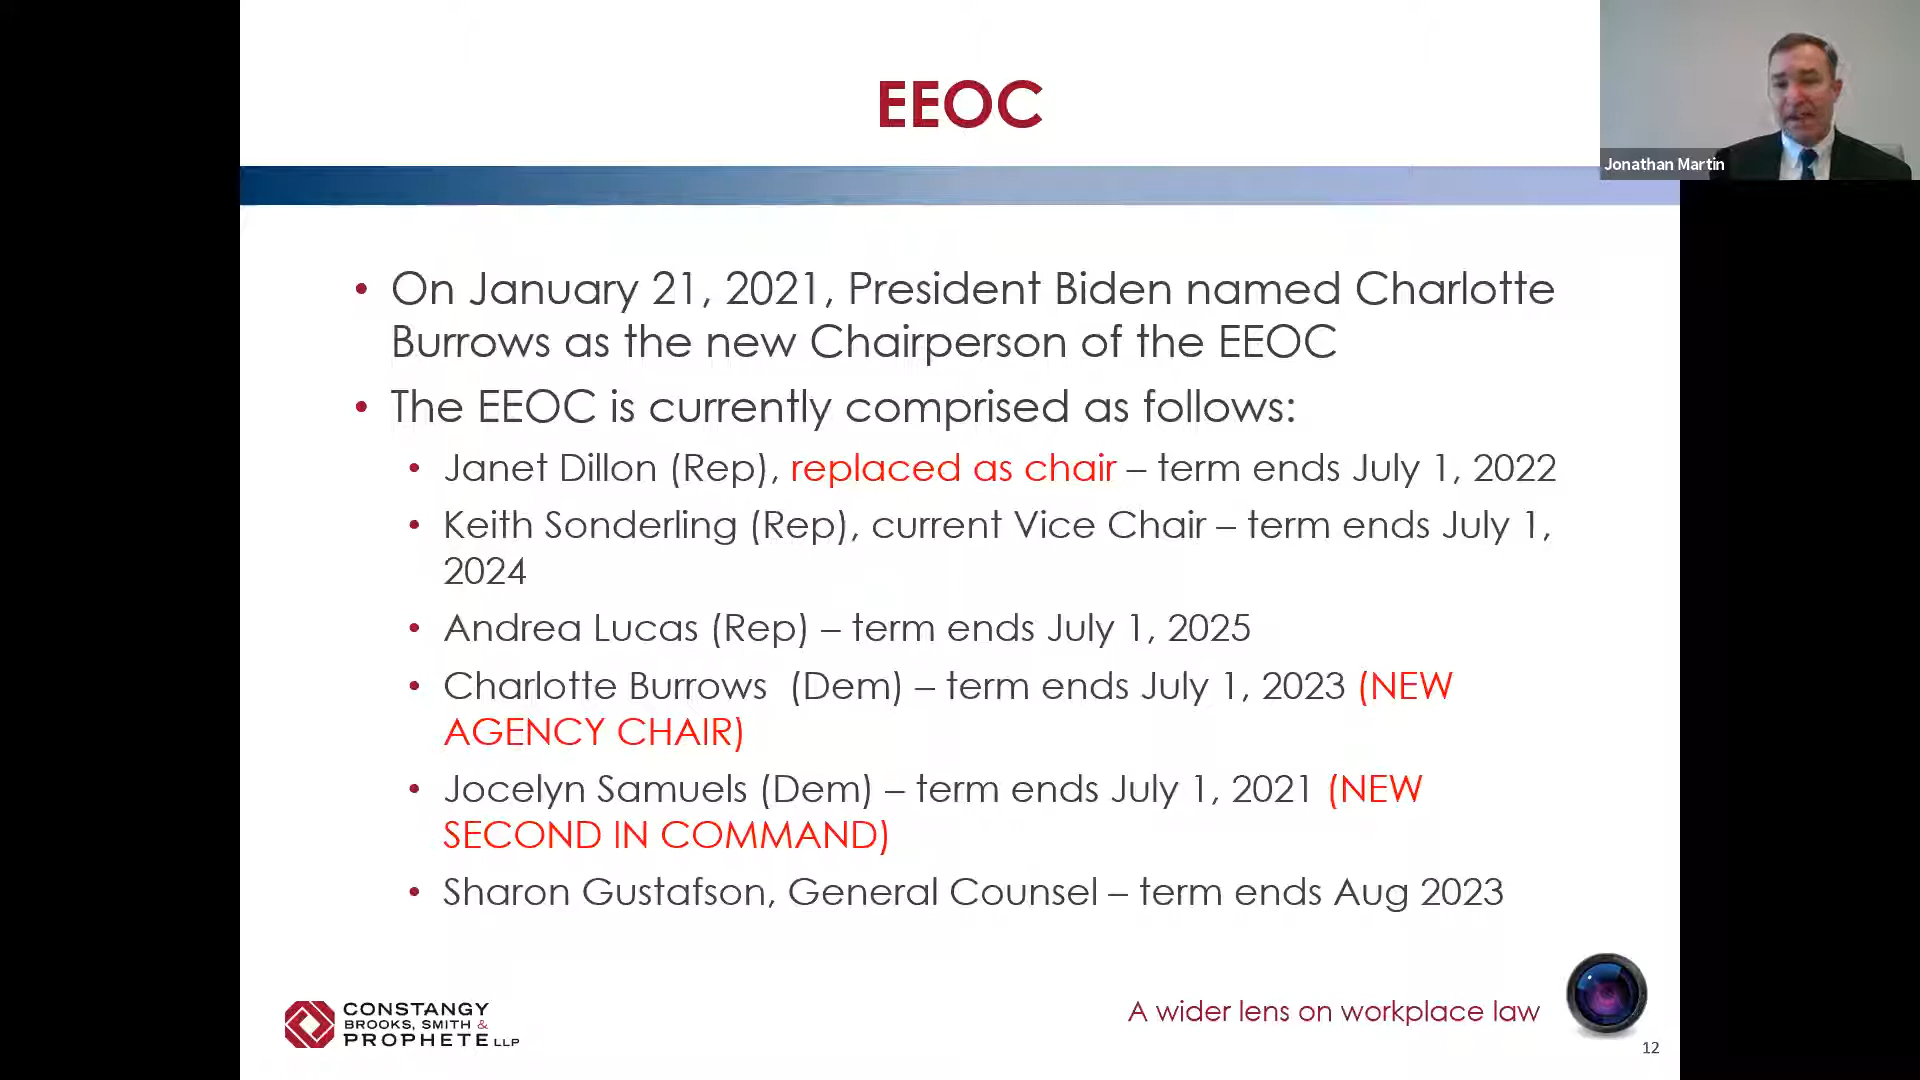 EEOC
Jonathan Martin
• On January 21, 2021, President Biden named Charlotte
Burrows as the new Chairperson of the EEOC
• The EEOC is currently comprised as follows:
• Janet Dillon (Rep), replaced as chair – term ends July 1, 2022
• Keith Sonderling (Rep), current Vice Chair – term ends July 1,
2024
• Andrea Lucas (Rep) – term ends July 1, 2025
• Charlotte Burrows (Dem) – term ends July 1, 2023 (NEW
AGENCY CHAIR)
• Jocelyn Samuels (Dem) – term ends July 1, 2021 (NEW
SECOND IN COMMAND)
• Sharon Gustafson, General Counsel – term ends Aug 2023
CONSTANGY
BROOKS, SMITH &
PROPHETE LLP
A wider lens on workplace law
12